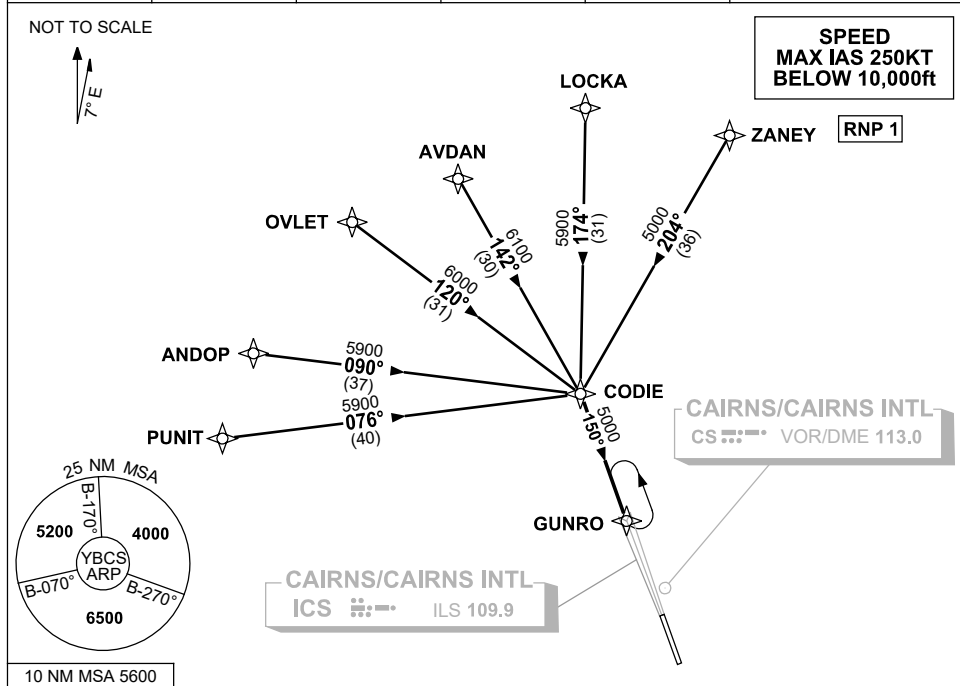 NOT TO SCALE
7° E
SPEED
MAX IAS 250KT
BELOW 10,000ft
RNP 1
LOCKA
ZANEY
AVDAN
OVLET
5900
174°
(31)
5000
204°
(36)
6100
142°
(30)
6000
120°
(31)
ANDOP
5900
090°
(37)
5900
076°
(40)
PUNIT
CODIE
5000
150°
CAIRNS/CAIRNS INTL
CS VOR/DME 113.0
GUNRO
25 NM MSA
B-170°
5200
4000
YBCS
ARP
B-070°
B-270°
6500
CAIRNS/CAIRNS INTL
ICS ILS 109.9
10 NM MSA 5600